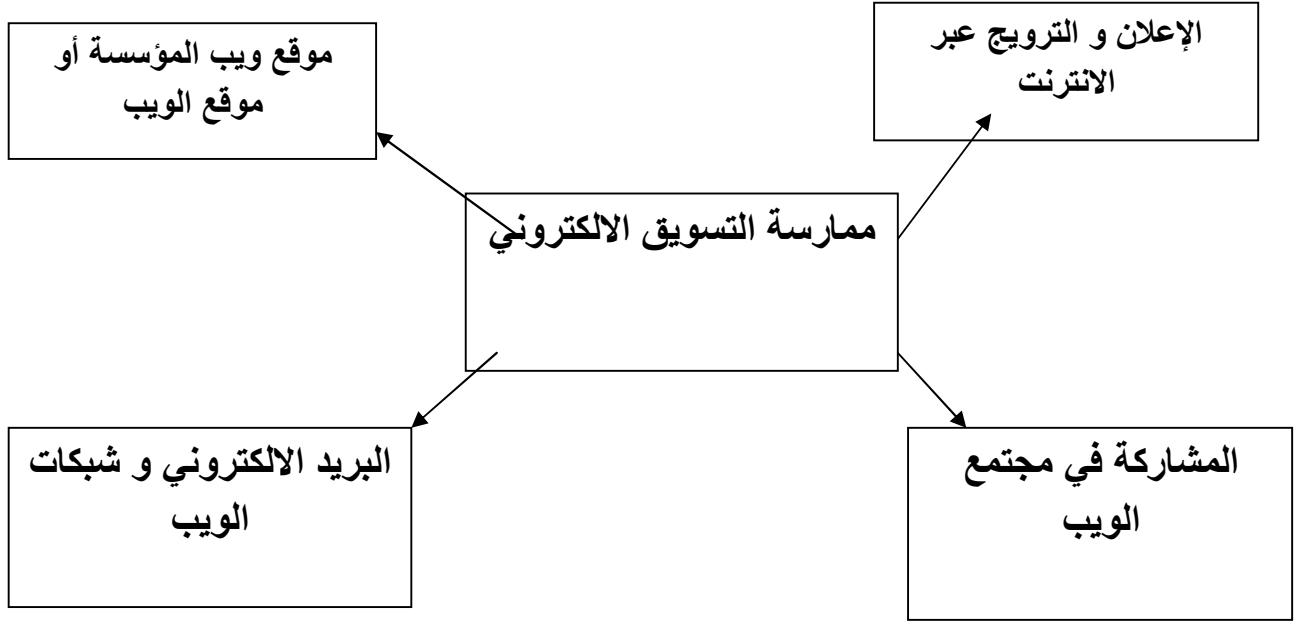 الإعلان و الترويج عبر
الانترنت
موقع ويب المؤسسة أو
موقع الويب
ممارسة التسويق الالكتروني
المشاركة في مجتمع
الويب
البريد الالكتروني و شبكات
الويب